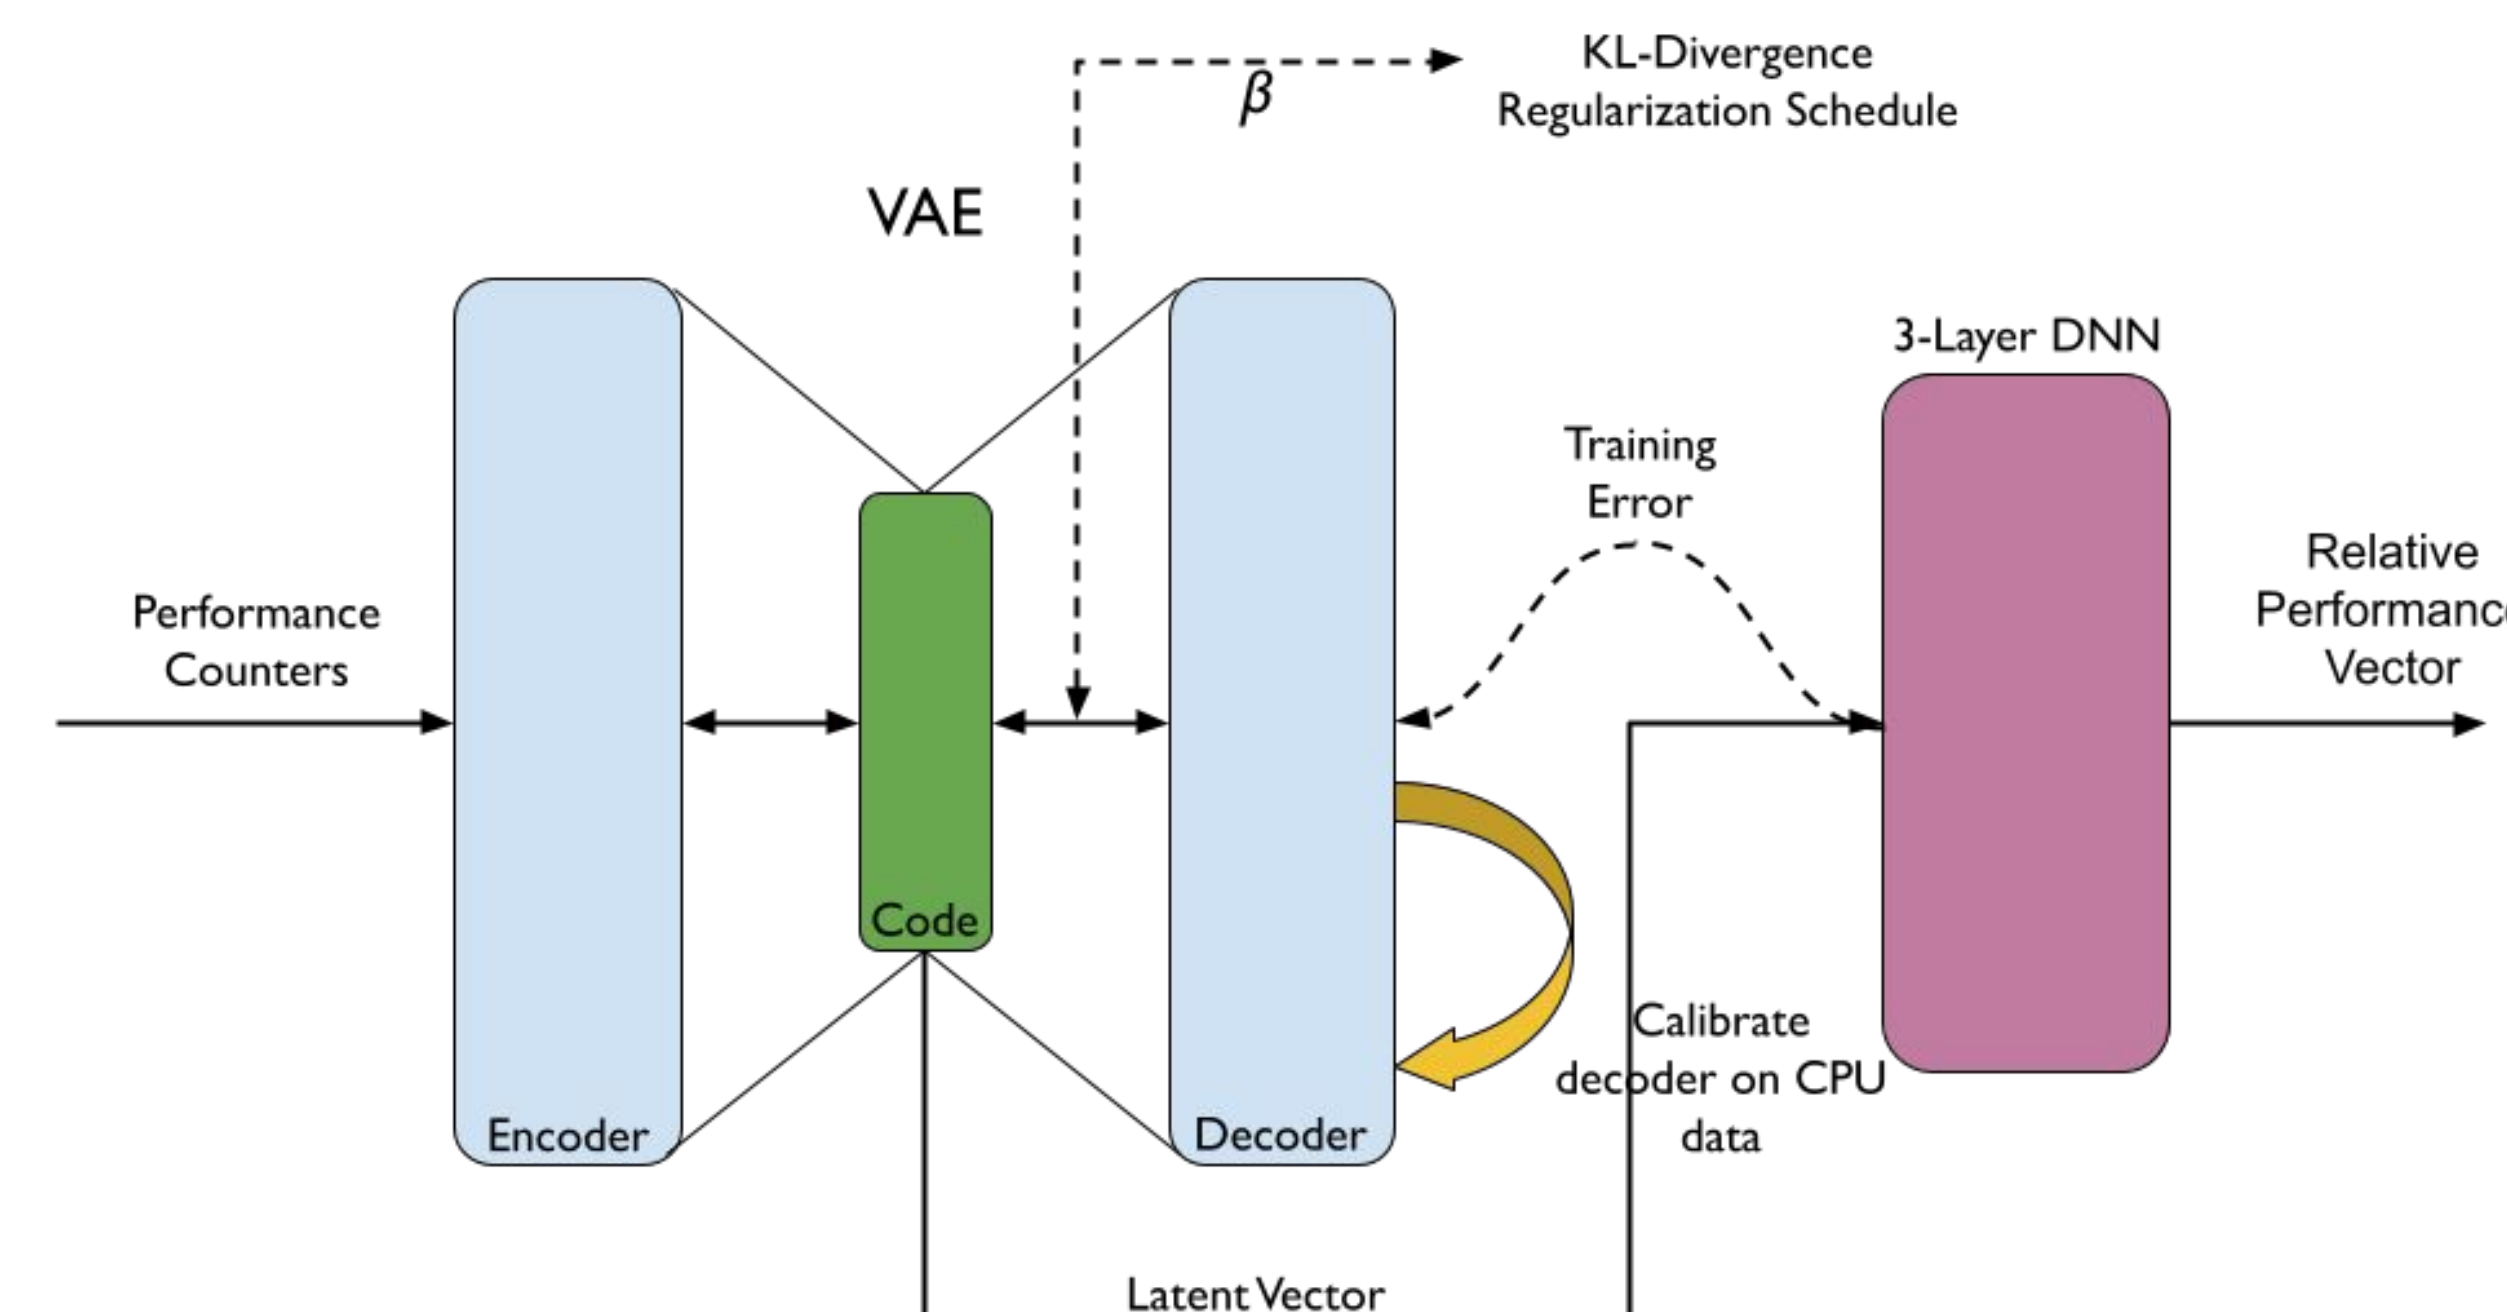 KL-Divergence
Regularization Schedule
β
VAE
3-Layer DNN
Training
Error
Performance
Counters
Relative
Performance
Vector
Code
Calibrate
decoder on CPU
data
Encoder
Decoder
Latent Vector